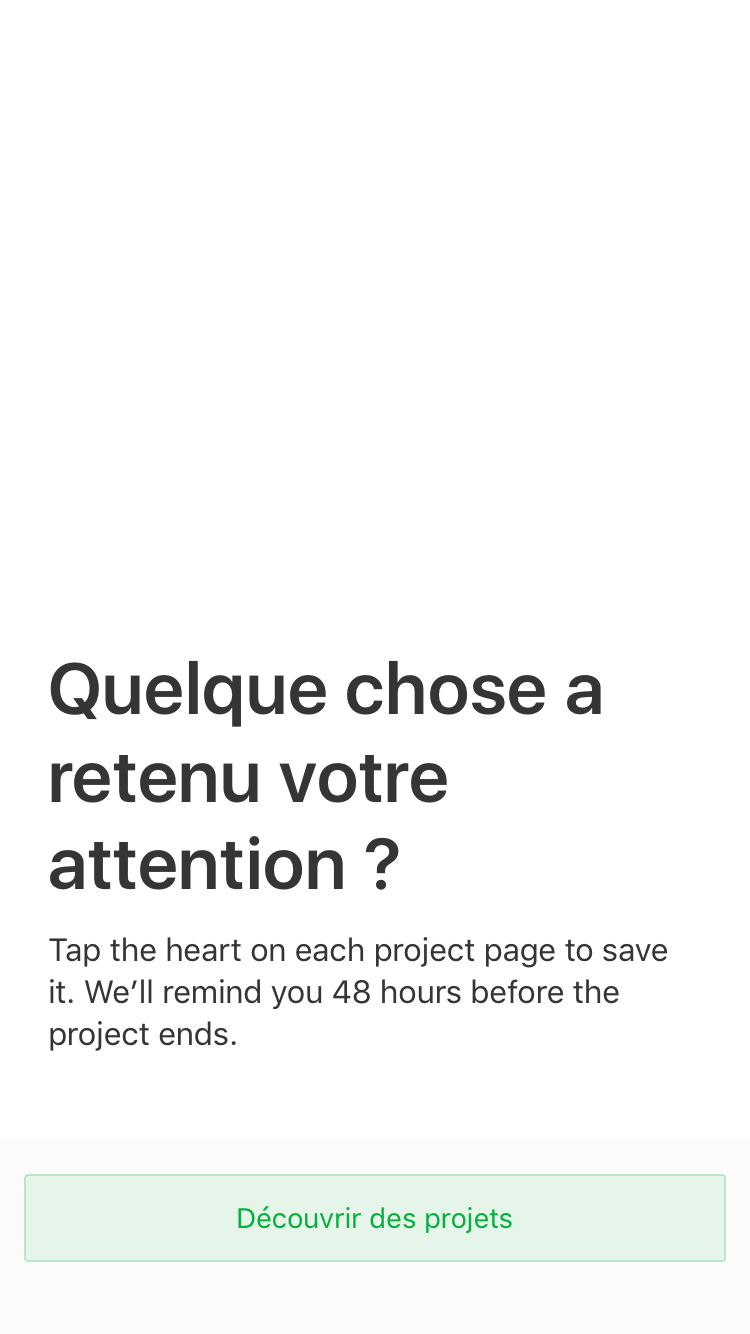 Quelque chose a
retenu votre
attention ?
Tap the heart on each project page to save
it. We’ll remind you 48 hours before the
project ends.
Découvrir des projets